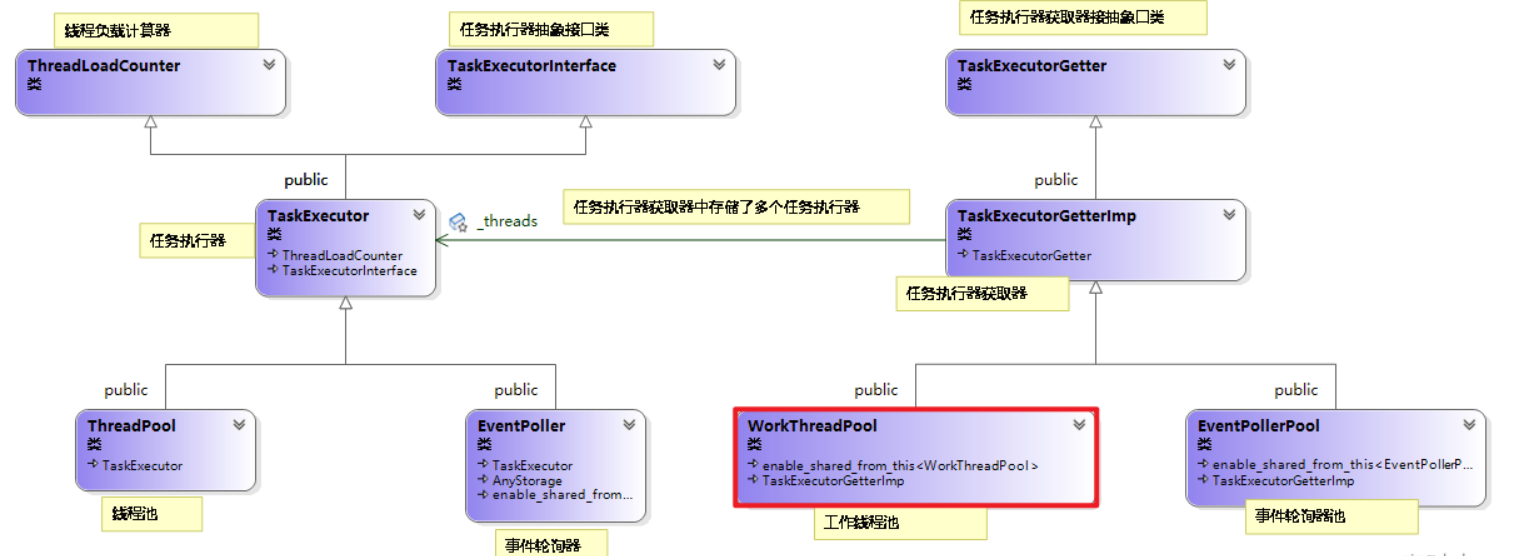 线程负载计算器
任务执行器抽象接口类
任务执行器获取器接抽象口类
ThreadLoadCounter
类
TaskExecutorInterface
类
TaskExecutorGetter
类
public
public
TaskExecutor
类
ThreadLoadCounter
TaskExecutorInterface
任务执行器
_threads
任务执行器获取器中存储了多个任务执行器
TaskExecutorGetterImp
类
TaskExecutorGetter
任务执行器获取器
public
public
public
public
ThreadPool
类
TaskExecutor
线程池
EventPoller
类
TaskExecutor
AnyStorage
enable_shared_from...
事件轮询器
WorkThreadPool
类
enable_shared_from_this<WorkThreadPool>
TaskExecutorGetterImp
工作线程池
EventPollerPool
类
enable_shared_from_this<EventPollerP...
TaskExecutorGetterImp
事件轮询器池